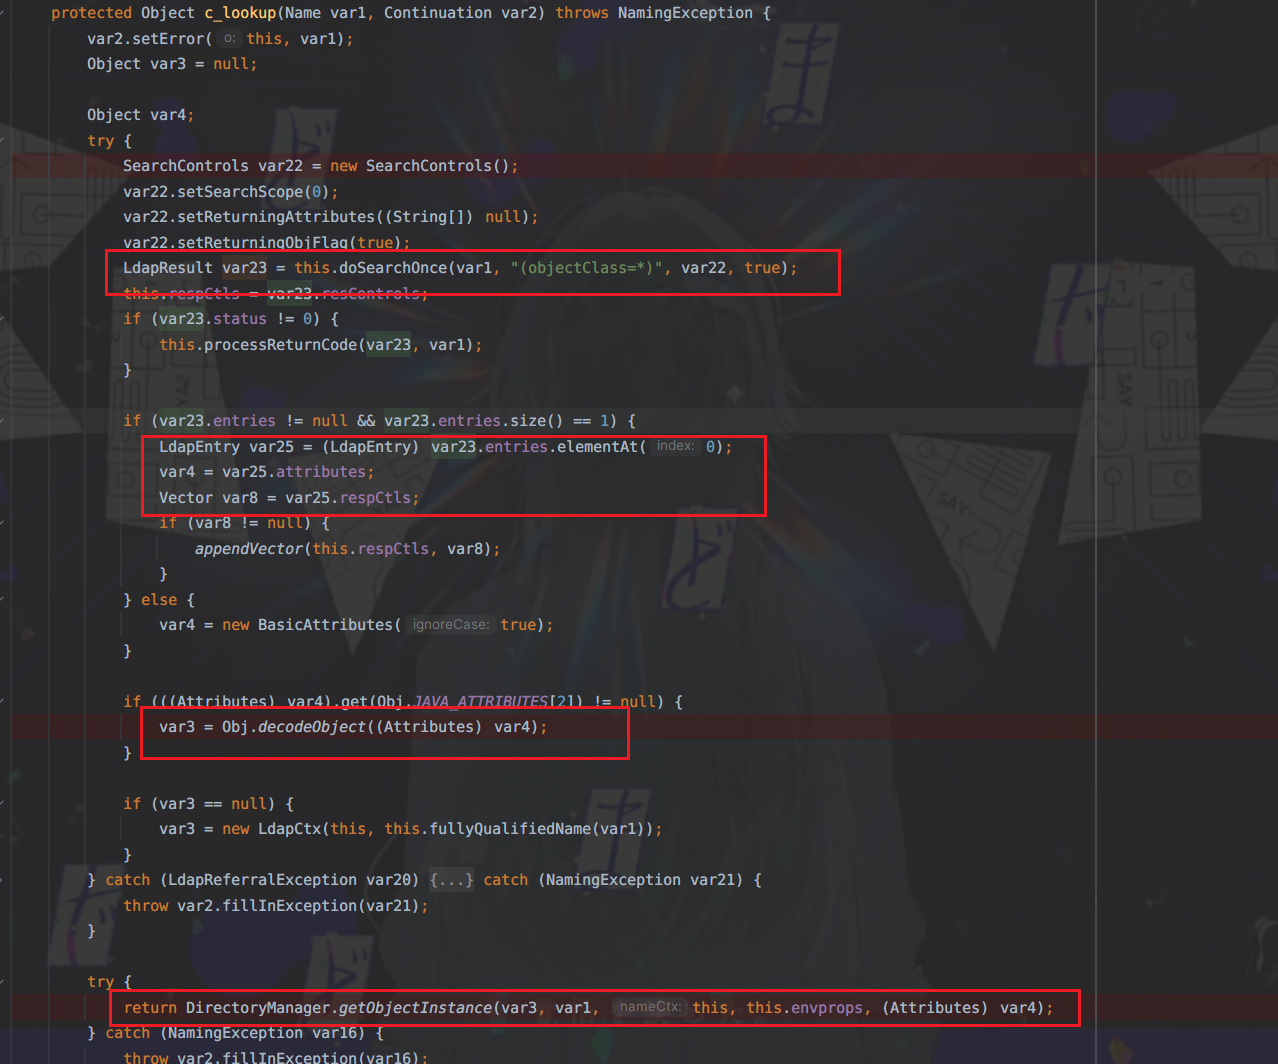 protected Object c_lookup(Name var1, Continuation var2) throws NamingException {
var2.setError( o: this, var1);
Object var3 = null;
Object var4;
try {
SearchControls var22 = new SearchControls();
var22.setSearchScope(0);
var22.setReturningAttributes((String[]) null);
var22.setReturningObjFlag(true);
LdapResult var23 = this.doSearchOnce(var1, "(objectClass=*)", var22, true);
this.respCtls = var23.resControls;
if (var23.status != 0) {
this.processReturnCode(var23, var1);
}
if (var23.entries != null && var23.entries.size() == 1) {
LdapEntry var25 = (LdapEntry) var23.entries.elementAt( index: 0);
var4 = var25.attributes;
Vector var8 = var25.respCtls;
if (var8 != null) {
appendVector(this.respCtls, var8);
}
} else {
var4 = new BasicAttributes( ignoreCase: true);
}
if (((Attributes) var4).get(Obj.JAVA_ATTRIBUTES[2]) != null) {
var3 = Obj.decodeObject((Attributes) var4);
}
if (var3 == null) {
var3 = new LdapCtx(this, this.fullyQualifiedName(var1));
}
} catch (LdapReferralException var20) {...} catch (NamingException var21) {
throw var2.fillInException(var21);
}
try {
return DirectoryManager.getObjectInstance(var3, var1, nameCtx: this, this.envprops, (Attributes) var4);
} catch (NamingException var16) {
throw var2.fillInException(var16);